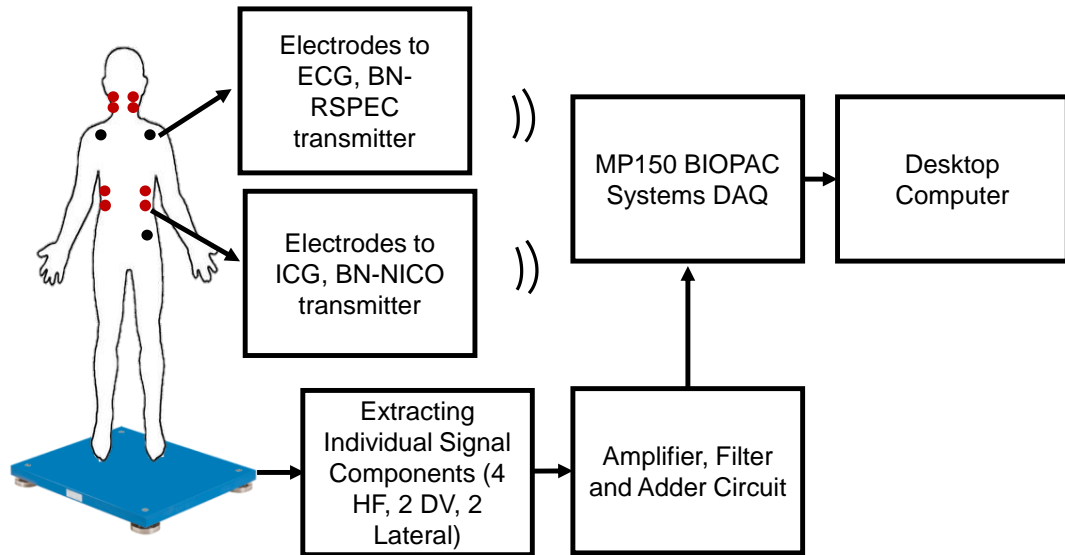 Electrodes to
ECG, BN-
RSPEC
transmitter
MP150 BIOPAC
Systems DAQ
Desktop
Computer
Electrodes to
ICG, BN-NICO
transmitter
Extracting
Individual Signal
Components (4
HF, 2 DV, 2
Lateral)
Amplifier, Filter
and Adder Circuit